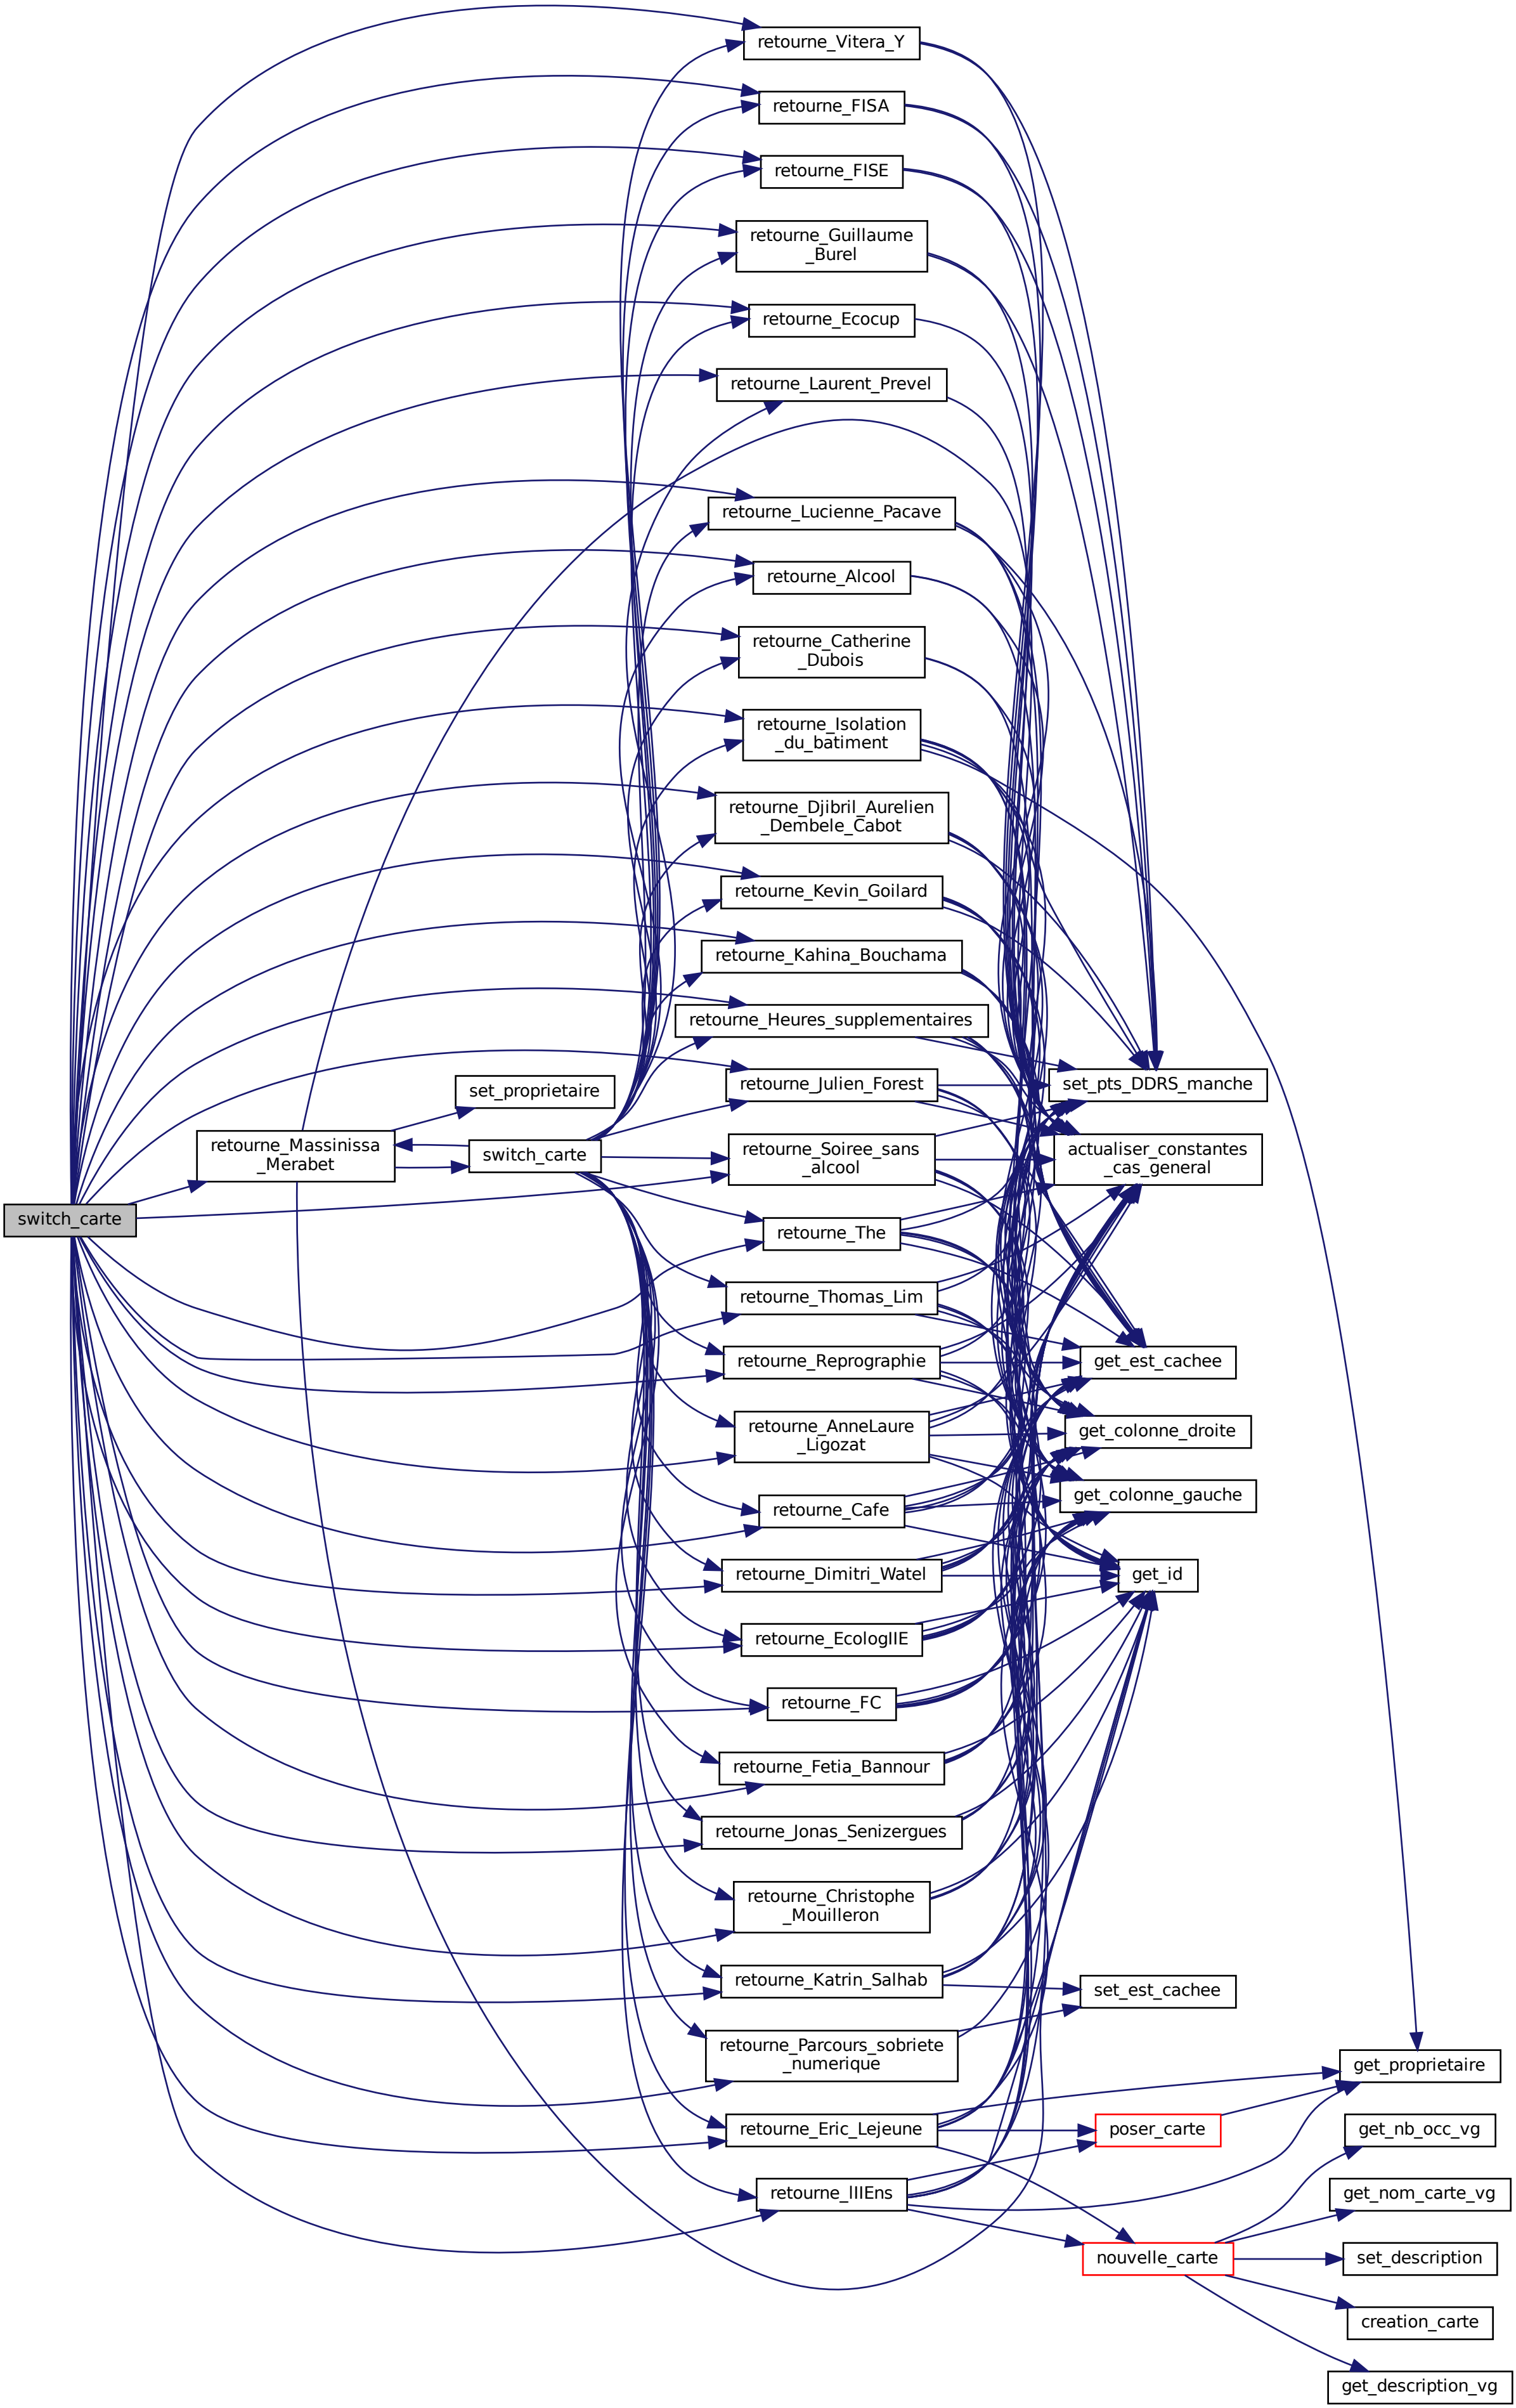 switch_carte
retourne_Massinissa
_Merabet
set_proprietaire
switch_carte
retourne_Vitera_Y
retourne_FISA
retourne_FISE
retourne_Guillaume
_Burel
retourne_Ecocup
retourne_Laurent_Prevel
retourne_Lucienne_Pacave
retourne_Alcool
retourne_Catherine
_Dubois
retourne_Isolation
_du_batiment
retourne_Djibril_Aurelien
_Dembele_Cabot
retourne_Kevin_Goilard
retourne_Kahina_Bouchama
retourne_Heures_supplementaires
retourne_Julien_Forest
retourne_Soiree_sans
_alcool
retourne_The
retourne_Thomas_Lim
retourne_Reprographie
retourne_AnneLaure
_Ligozat
retourne_Cafe
retourne_Dimitri_Watel
retourne_EcologIIE
retourne_FC
retourne_Fetia_Bannour
retourne_Jonas_Senizergues
retourne_Christophe
_Mouilleron
retourne_Katrin_Salhab
retourne_Parcours_sobriete
_numerique
retourne_Eric_Lejeune
retourne_lIIEns
set_pts_DDRS_manche
actualiser_constantes
_cas_general
get_est_cachee
get_colonne_droite
get_colonne_gauche
get_id
set_est_cachee
poser_carte
nouvelle_carte
get_proprietaire
get_nb_occ_vg
get_nom_carte_vg
set_description
creation_carte
get_description_vg